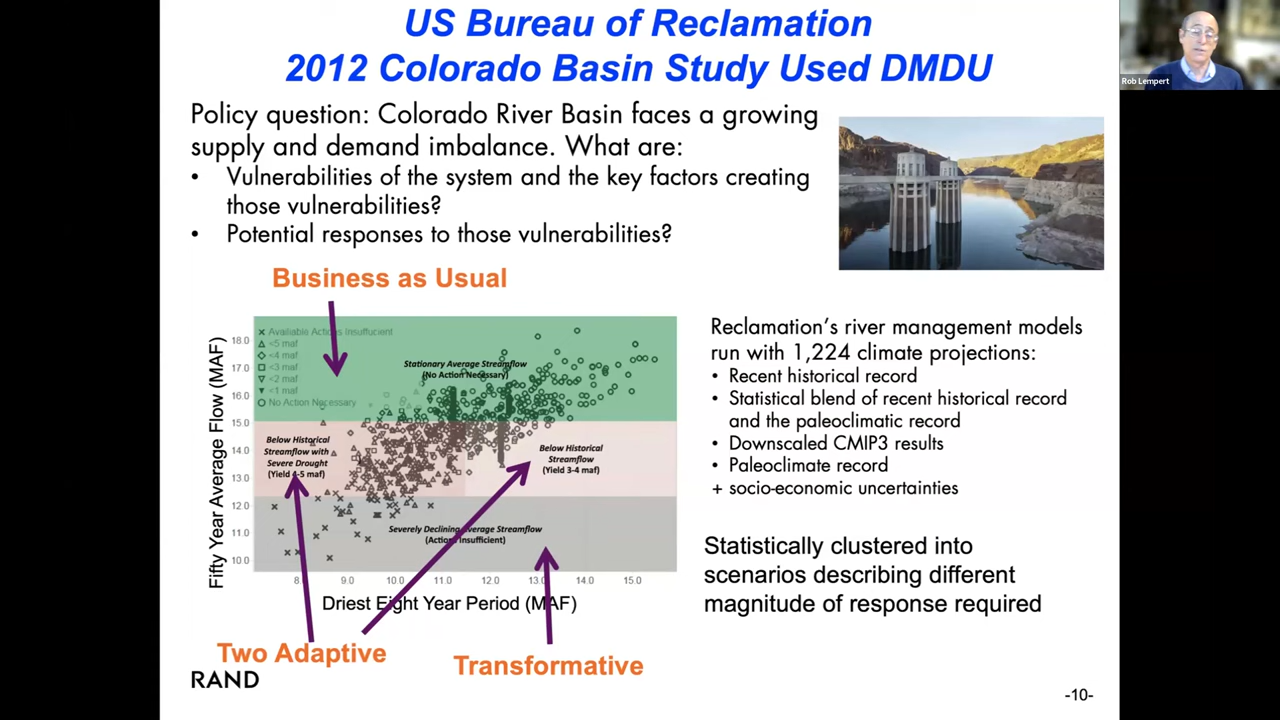 US Bureau of Reclamation
2012 Colorado Basin Study Used DMDU
Rob Lempert
Policy question: Colorado River Basin faces a growing
supply and demand imbalance. What are:
• Vulnerabilities of the system and the key factors creating
those vulnerabilities?
• Potential responses to those vulnerabilities?
Business as Usual
Fifty Year Average Flow (MAF)
18.0
17.0
16.0
15.0
14.0
13.0
12.0
11.0
10.0
Available Actions Insufficient
<5 maf
<4 maf
<3 maf
<2 maf
<1 maf
No Action Necessary
Stationary Average Streamflow
(No Action Necessary)
Below Historical
Streamflow with
Severe Drought
(Yield 4-5 maf)
Below Historical
Streamflow
(Yield 3-4 maf)
Severely Declining Average Streamflow
(Action Insufficient)
9.0 10.0 11.0 12.0 13.0 14.0 15.0
Driest Eight Year Period (MAF)
Two Adaptive
Transformative
Reclamation's river management models
run with 1,224 climate projections:
• Recent historical record
• Statistical blend of recent historical record
and the paleoclimatic record
• Downscaled CMIP3 results
• Paleoclimate record
+ socio-economic uncertainties
Statistically clustered into
scenarios describing different
magnitude of response required
RAND
-10-